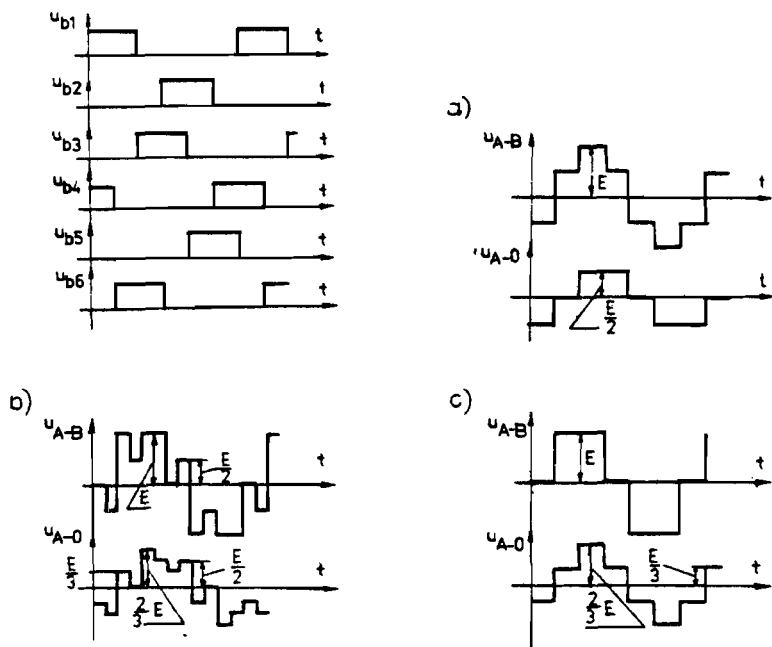 u_b1
t
u_b2
t
u_b3
t
u_b4
t
u_b5
t
u_b6
t
a)
u_A-B
E
t
u_A-0
E/2
t
b)
u_A-B
E
E/2
t
u_A-0
E/3
2/3 E
E/2
t
c)
u_A-B
E
t
u_A-0
2/3 E
E/3
t